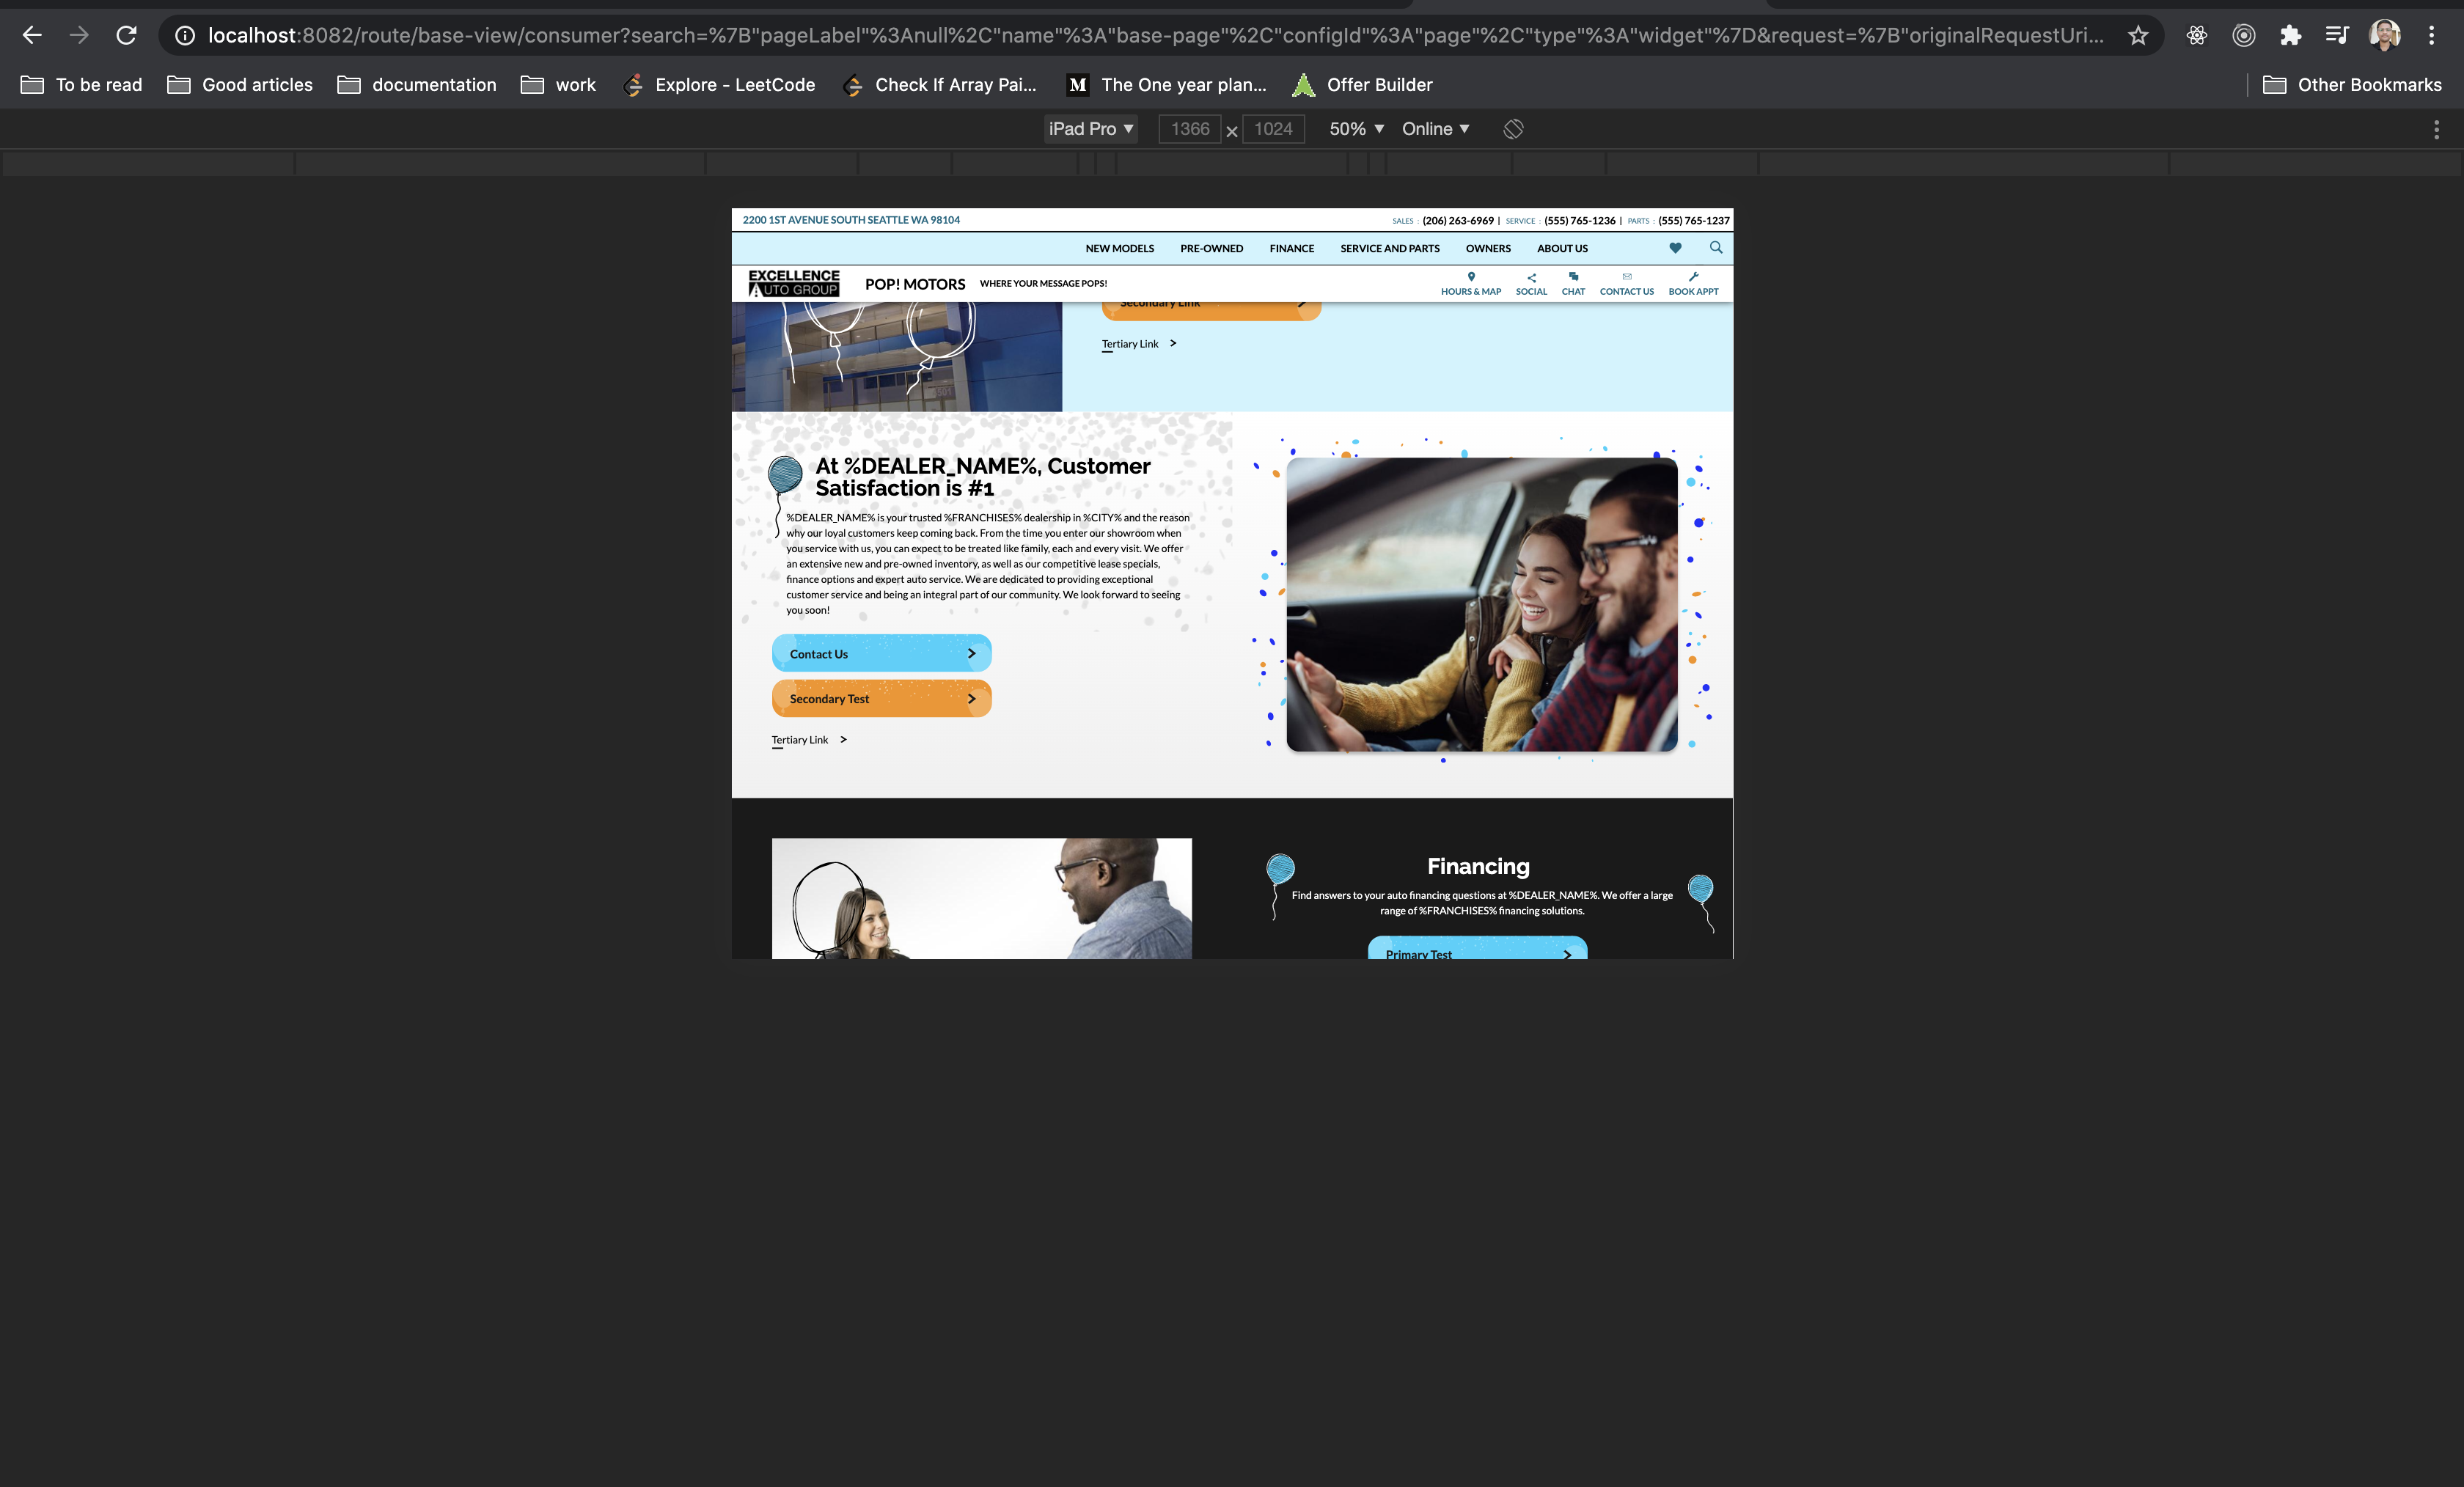 localhost:8082/route/base-view/consumer?search=%7B"pageLabel"%3Anull%2C"name"%3A"base-page"%2C"configId"%3A"page"%2C"type"%3A"widget"%7D&request=%7B"originalRequestUri...
To be read Good articles documentation work Explore - LeetCode Check If Array Pai... The One year plan... Offer Builder Other Bookmarks
iPad Pro 1366 x 1024 50% Online
2200 1ST AVENUE SOUTH SEATTLE WA 98104 SALES : (206) 263-6969 | SERVICE : (555) 765-1236 | PARTS : (555) 765-1237
NEW MODELS PRE-OWNED FINANCE SERVICE AND PARTS OWNERS ABOUT US
EXCELLENCE
AUTO GROUP
POP! MOTORS WHERE YOUR MESSAGE POPS!
HOURS & MAP SOCIAL CHAT CONTACT US BOOK APPT
Secondary Link
Tertiary Link
At %DEALER_NAME%, Customer
Satisfaction is #1
%DEALER_NAME% is your trusted %FRANCHISES% dealership in %CITY% and the reason
why our loyal customers keep coming back. From the time you enter our showroom when
you service with us, you can expect to be treated like family, each and every visit. We offer
an extensive new and pre-owned inventory, as well as our competitive lease specials,
finance options and expert auto service. We are dedicated to providing exceptional
customer service and being an integral part of our community. We look forward to seeing
you soon!
Contact Us
Secondary Test
Tertiary Link
Financing
Find answers to your auto financing questions at %DEALER_NAME%. We offer a large
range of %FRANCHISES% financing solutions.
Primary Test